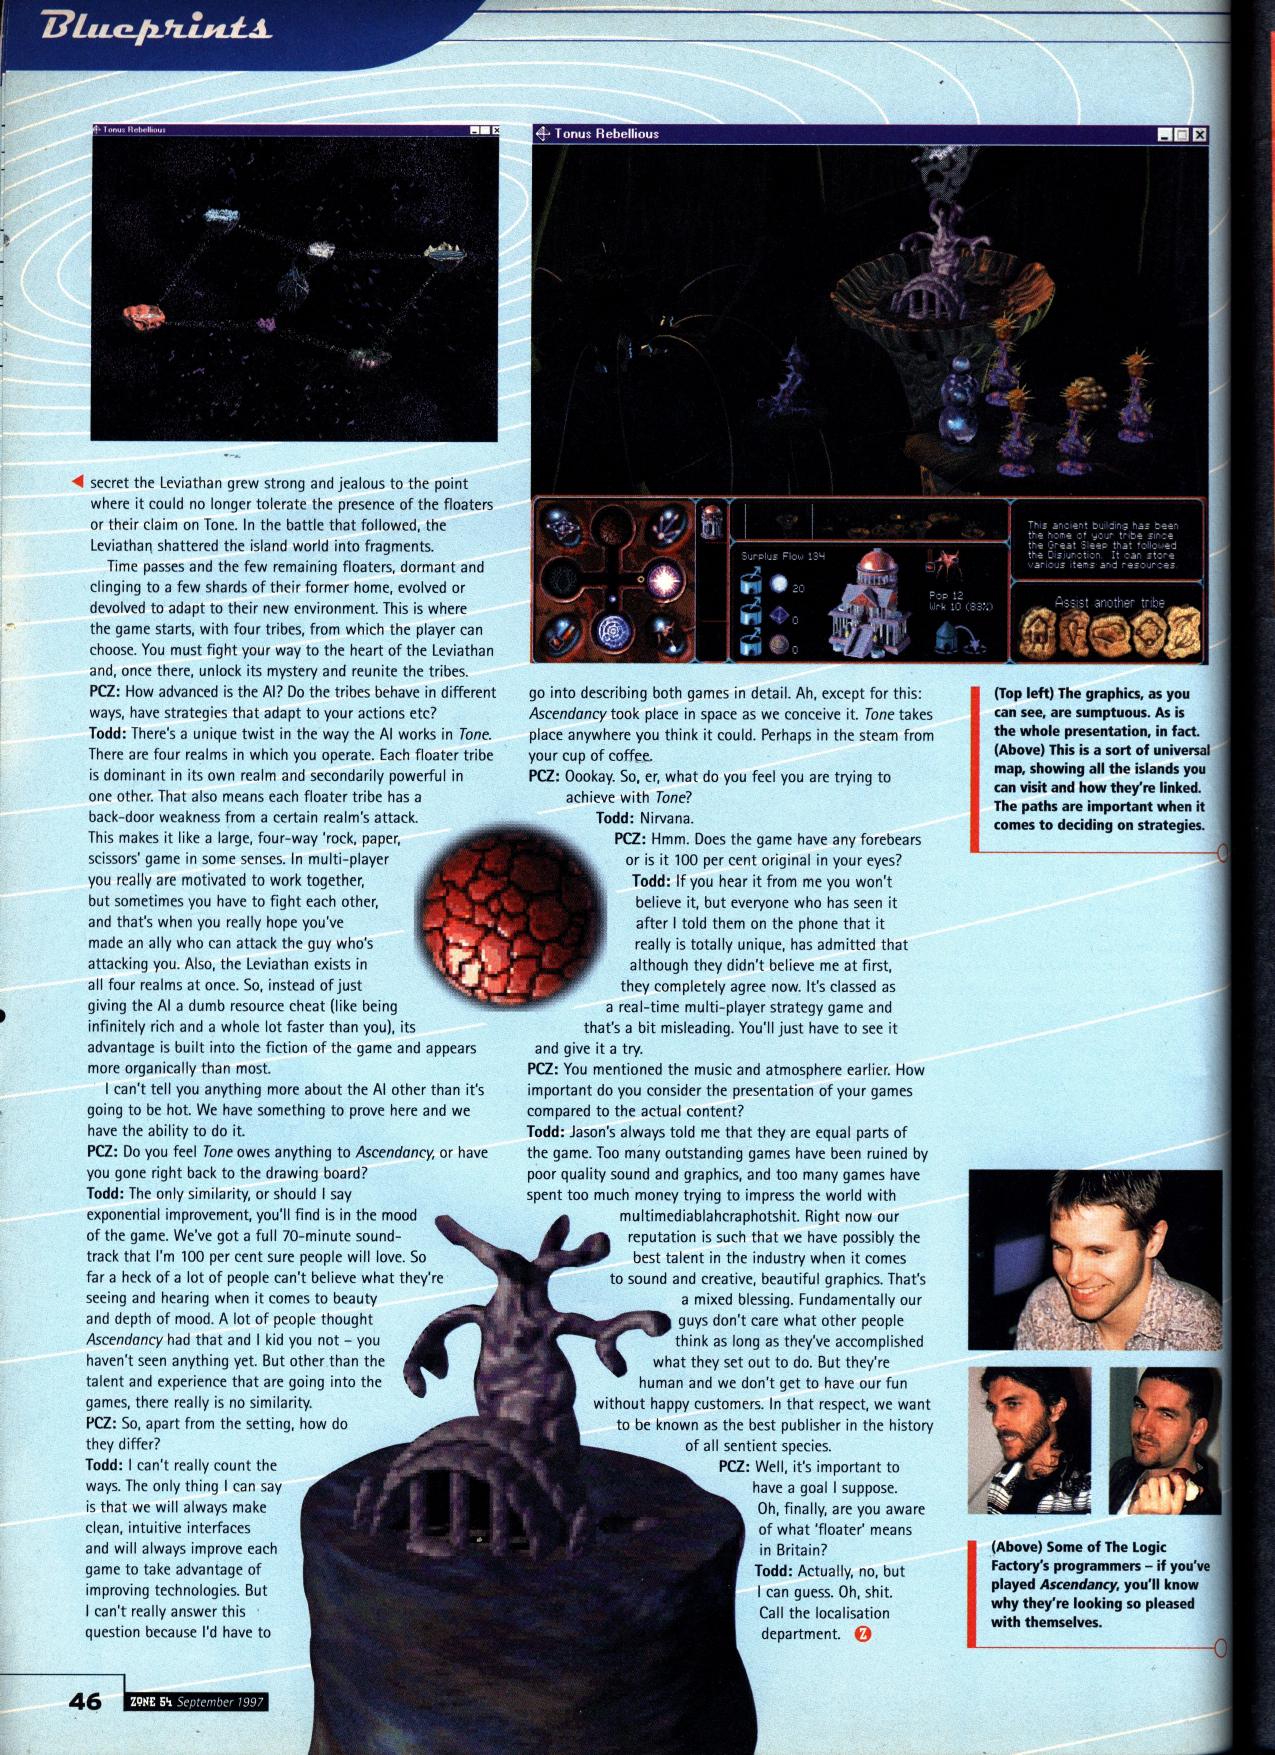 Blueprints
Tonus Rebellious
Tonus Rebellious
This ancient building has been
the home of your tribe since
the Great Sleep that followed
the Disjunction. It can store
various items and resources.
Surplus Flow 134
20
0
0
Pop 12
Wrk 10 (83%)
Assist another tribe
secret the Leviathan grew strong and jealous to the point
where it could no longer tolerate the presence of the floaters
or their claim on Tone. In the battle that followed, the
Leviathan shattered the island world into fragments.
Time passes and the few remaining floaters, dormant and
clinging to a few shards of their former home, evolved or
devolved to adapt to their new environment. This is where
the game starts, with four tribes, from which the player can
choose. You must fight your way to the heart of the Leviathan
and, once there, unlock its mystery and reunite the tribes.
PCZ: How advanced is the AI? Do the tribes behave in different
ways, have strategies that adapt to your actions etc?
Todd: There's a unique twist in the way the AI works in Tone.
There are four realms in which you operate. Each floater tribe
is dominant in its own realm and secondarily powerful in
one other. That also means each floater tribe has a
back-door weakness from a certain realm's attack.
This makes it like a large, four-way 'rock, paper,
scissors' game in some senses. In multi-player
you really are motivated to work together,
but sometimes you have to fight each other,
and that's when you really hope you've
made an ally who can attack the guy who's
attacking you. Also, the Leviathan exists in
all four realms at once. So, instead of just
giving the AI a dumb resource cheat (like being
infinitely rich and a whole lot faster than you), its
advantage is built into the fiction of the game and appears
more organically than most.
I can't tell you anything more about the AI other than it's
going to be hot. We have something to prove here and we
have the ability to do it.
PCZ: Do you feel Tone owes anything to Ascendancy, or have
you gone right back to the drawing board?
Todd: The only similarity, or should I say
exponential improvement, you'll find is in the mood
of the game. We've got a full 70-minute sound-
track that I'm 100 per cent sure people will love. So
far a heck of a lot of people can't believe what they're
seeing and hearing when it comes to beauty
and depth of mood. A lot of people thought
Ascendancy had that and I kid you not – you
haven't seen anything yet. But other than the
talent and experience that are going into the
games, there really is no similarity.
PCZ: So, apart from the setting, how do
they differ?
Todd: I can't really count the
ways. The only thing I can say
is that we will always make
clean, intuitive interfaces
and will always improve each
game to take advantage of
improving technologies. But
I can't really answer this
question because I'd have to
go into describing both games in detail. Ah, except for this:
Ascendancy took place in space as we conceive it. Tone takes
place anywhere you think it could. Perhaps in the steam from
your cup of coffee.
PCZ: Oookay. So, er, what do you feel you are trying to
achieve with Tone?
Todd: Nirvana.
PCZ: Hmm. Does the game have any forebears
or is it 100 per cent original in your eyes?
Todd: If you hear it from me you won't
believe it, but everyone who has seen it
after I told them on the phone that it
really is totally unique, has admitted that
although they didn't believe me at first,
they completely agree now. It's classed as
a real-time multi-player strategy game and
that's a bit misleading. You'll just have to see it
and give it a try.
PCZ: You mentioned the music and atmosphere earlier. How
important do you consider the presentation of your games
compared to the actual content?
Todd: Jason's always told me that they are equal parts of
the game. Too many outstanding games have been ruined by
poor quality sound and graphics, and too many games have
spent too much money trying to impress the world with
multimediablahcraphotshit. Right now our
reputation is such that we have possibly the
best talent in the industry when it comes
to sound and creative, beautiful graphics. That's
a mixed blessing. Fundamentally our
guys don't care what other people
think as long as they've accomplished
what they set out to do. But they're
human and we don't get to have our fun
without happy customers. In that respect, we want
to be known as the best publisher in the history
of all sentient species.
PCZ: Well, it's important to
have a goal I suppose.
Oh, finally, are you aware
of what 'floater' means
in Britain?
Todd: Actually, no, but
I can guess. Oh, shit.
Call the localisation
department. Z
(Top left) The graphics, as you
can see, are sumptuous. As is
the whole presentation, in fact.
(Above) This is a sort of universal
map, showing all the islands you
can visit and how they're linked.
The paths are important when it
comes to deciding on strategies.
(Above) Some of The Logic
Factory's programmers – if you've
played Ascendancy, you'll know
why they're looking so pleased
with themselves.
46 ZONE 54 September 1997